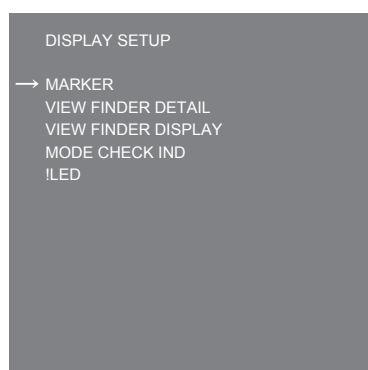 DISPLAY SETUP
→ MARKER
VIEW FINDER DETAIL
VIEW FINDER DISPLAY
MODE CHECK IND
!LED